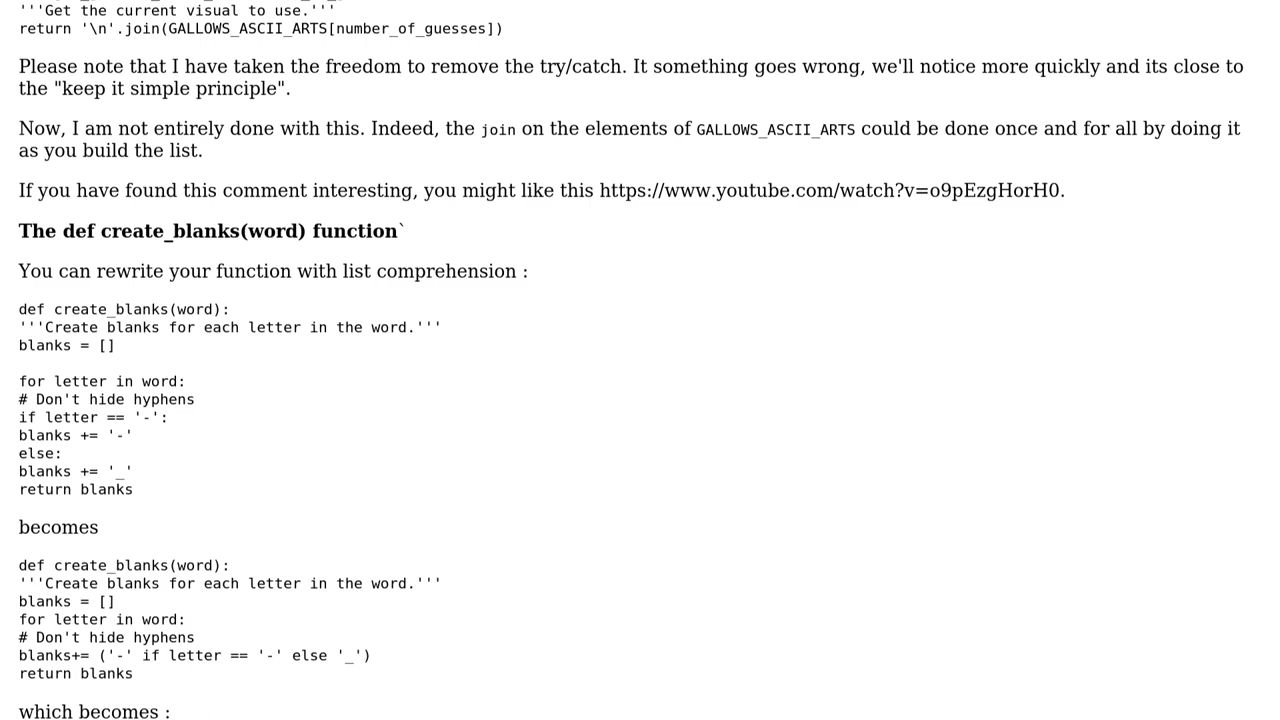 '''Get the current visual to use.'''
return '\n'.join(GALLOWS_ASCII_ARTS[number_of_guesses])
Please note that I have taken the freedom to remove the try/catch. It something goes wrong, we'll notice more quickly and its close to
the "keep it simple principle".
Now, I am not entirely done with this. Indeed, the join on the elements of GALLOWS_ASCII_ARTS could be done once and for all by doing it
as you build the list.
If you have found this comment interesting, you might like this https://www.youtube.com/watch?v=o9pEzgHorH0.
The def create_blanks(word) function`
You can rewrite your function with list comprehension :
def create_blanks(word):
'''Create blanks for each letter in the word.'''
blanks = []
for letter in word:
# Don't hide hyphens
if letter == '-':
blanks += '-'
else:
blanks += '_'
return blanks
becomes
def create_blanks(word):
'''Create blanks for each letter in the word.'''
blanks = []
for letter in word:
# Don't hide hyphens
blanks+= ('-' if letter == '-' else '_')
return blanks
which becomes :